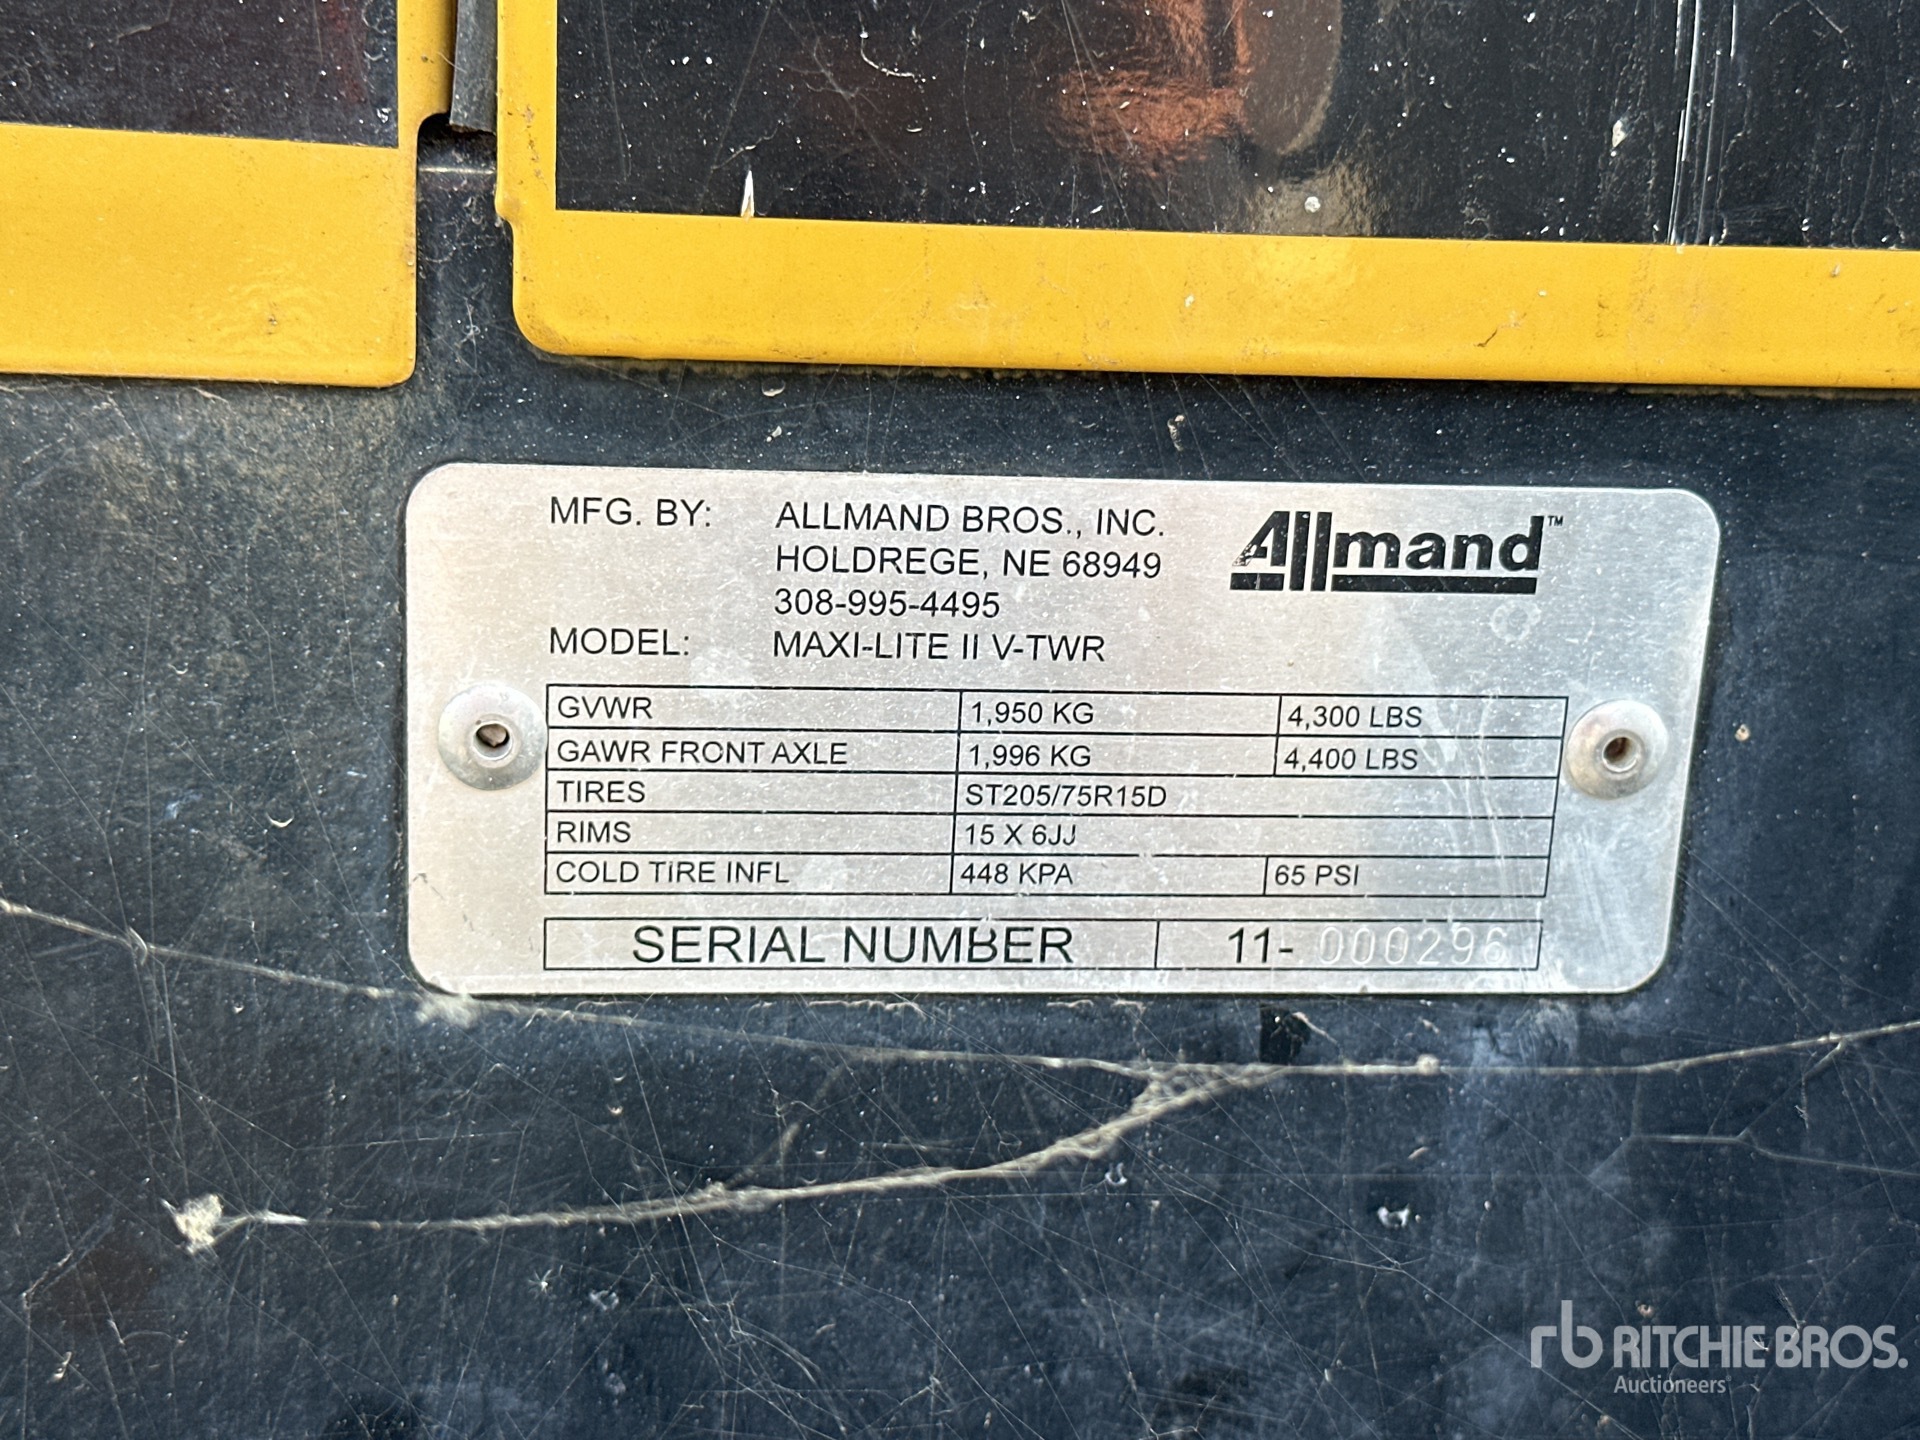 MFG. BY: ALLMAND BROS., INC.
HOLDREGE, NE 68949
308-995-4495
Allmand™
MODEL: MAXI-LITE II V-TWR
GVWR 1,950 KG 4,300 LBS
GAWR FRONT AXLE 1,996 KG 4,400 LBS
TIRES ST205/75R15D
RIMS 15 X 6JJ
COLD TIRE INFL 448 KPA 65 PSI
SERIAL NUMBER 11-000296
rb RITCHIE BROS.
Auctioneers